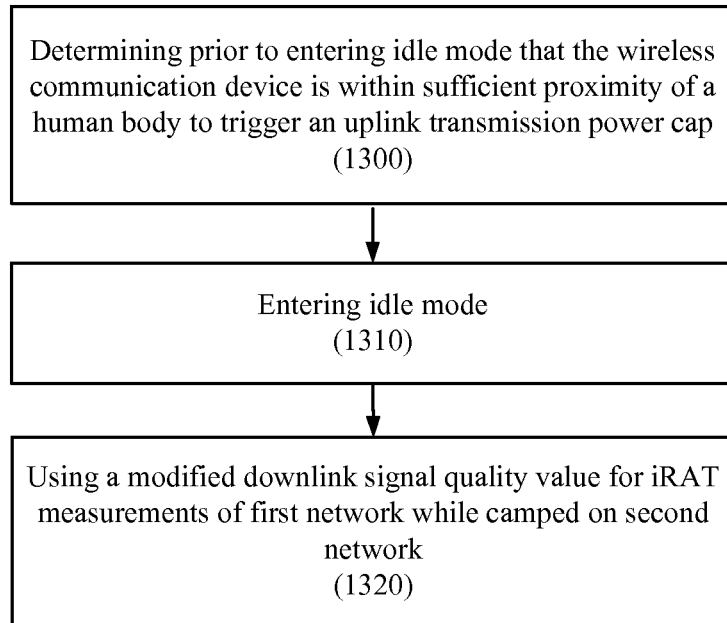 Determining prior to entering idle mode that the wireless
communication device is within sufficient proximity of a
human body to trigger an uplink transmission power cap
(1300)
Entering idle mode
(1310)
Using a modified downlink signal quality value for iRAT
measurements of first network while camped on second
network
(1320)